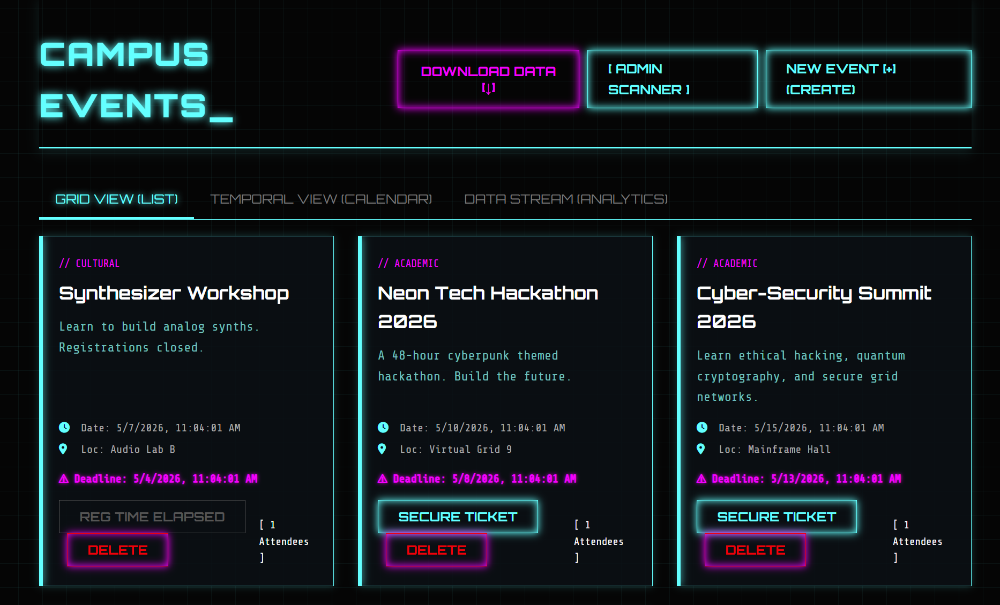 CAMPUS
EVENTS_
DOWNLOAD DATA
[↓]
[ ADMIN
SCANNER ]
NEW EVENT [+]
(CREATE)
GRID VIEW (LIST)
TEMPORAL VIEW (CALENDAR)
DATA STREAM (ANALYTICS)
// CULTURAL
Synthesizer Workshop
Learn to build analog synths.
Registrations closed.
Date: 5/7/2026, 11:04:01 AM
Loc: Audio Lab B
⚠ Deadline: 5/4/2026, 11:04:01 AM
REG TIME ELAPSED
DELETE
[ 1
Attendees
]
// ACADEMIC
Neon Tech Hackathon
2026
A 48-hour cyberpunk themed
hackathon. Build the future.
Date: 5/10/2026, 11:04:01 AM
Loc: Virtual Grid 9
⚠ Deadline: 5/8/2026, 11:04:01 AM
SECURE TICKET
DELETE
[ 1
Attendees
]
// ACADEMIC
Cyber-Security Summit
2026
Learn ethical hacking, quantum
cryptography, and secure grid
networks.
Date: 5/15/2026, 11:04:01 AM
Loc: Mainframe Hall
⚠ Deadline: 5/13/2026, 11:04:01 AM
SECURE TICKET
DELETE
[ 1
Attendees
]